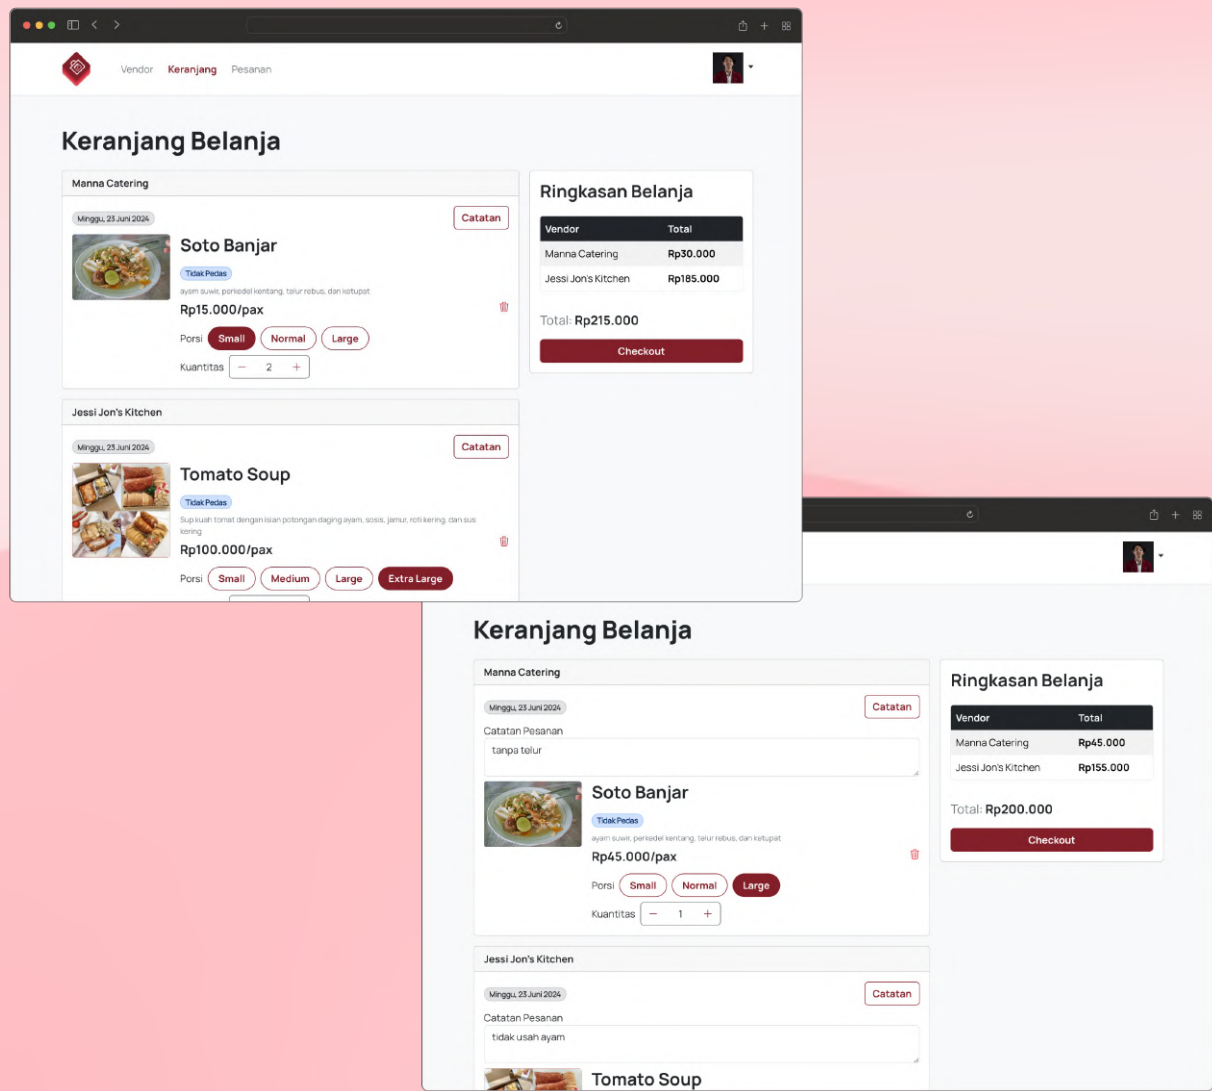 Vendor Keranjang Pesanan
Keranjang Belanja
Manna Catering
Minggu, 23 Juni 2024
Catatan
Soto Banjar
Tidak Pedas
ayam suwir, perkedel kentang, telur rebus, dan ketupat
Rp15.000/pax
Porsi Small Normal Large
Kuantitas − 2 +
Jessi Jon's Kitchen
Minggu, 23 Juni 2024
Catatan
Tomato Soup
Tidak Pedas
Sup kuah tomat dengan isian potongan daging ayam, sosis, jamur, roti kering, dan sus
kering
Rp100.000/pax
Porsi Small Medium Large Extra Large
Ringkasan Belanja
Vendor Total
Manna Catering Rp30.000
Jessi Jon's Kitchen Rp185.000
Total: Rp215.000
Checkout
Keranjang Belanja
Manna Catering
Minggu, 23 Juni 2024
Catatan
Catatan Pesanan
tanpa telur
Soto Banjar
Tidak Pedas
ayam suwir, perkedel kentang, telur rebus, dan ketupat
Rp45.000/pax
Porsi Small Normal Large
Kuantitas − 1 +
Jessi Jon's Kitchen
Minggu, 23 Juni 2024
Catatan
Catatan Pesanan
tidak usah ayam
Tomato Soup
Ringkasan Belanja
Vendor Total
Manna Catering Rp45.000
Jessi Jon's Kitchen Rp155.000
Total: Rp200.000
Checkout